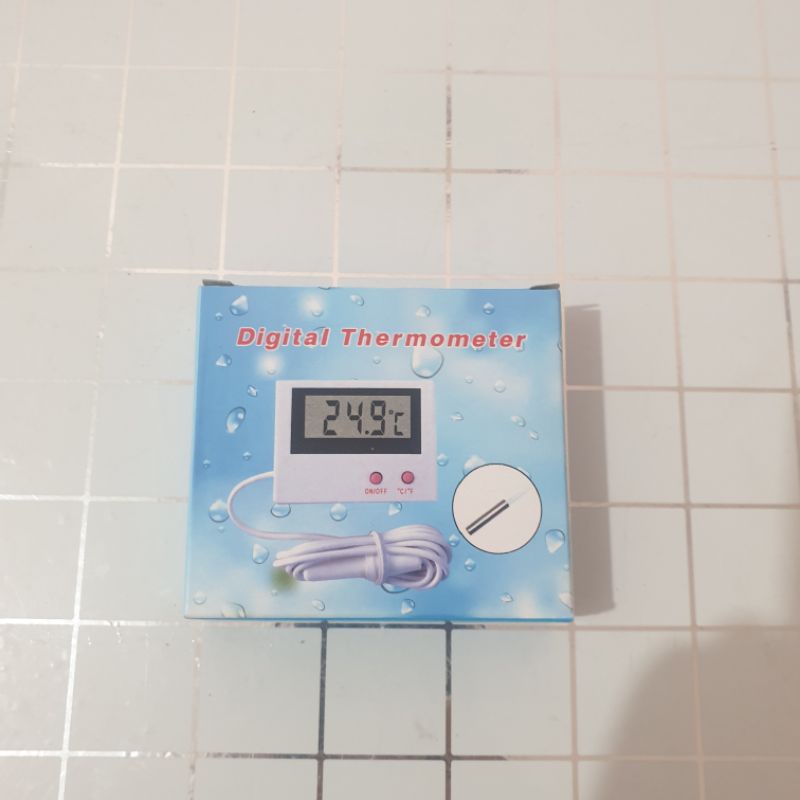 Digital Thermometer
24.9℃
ON/OFF °C/°F